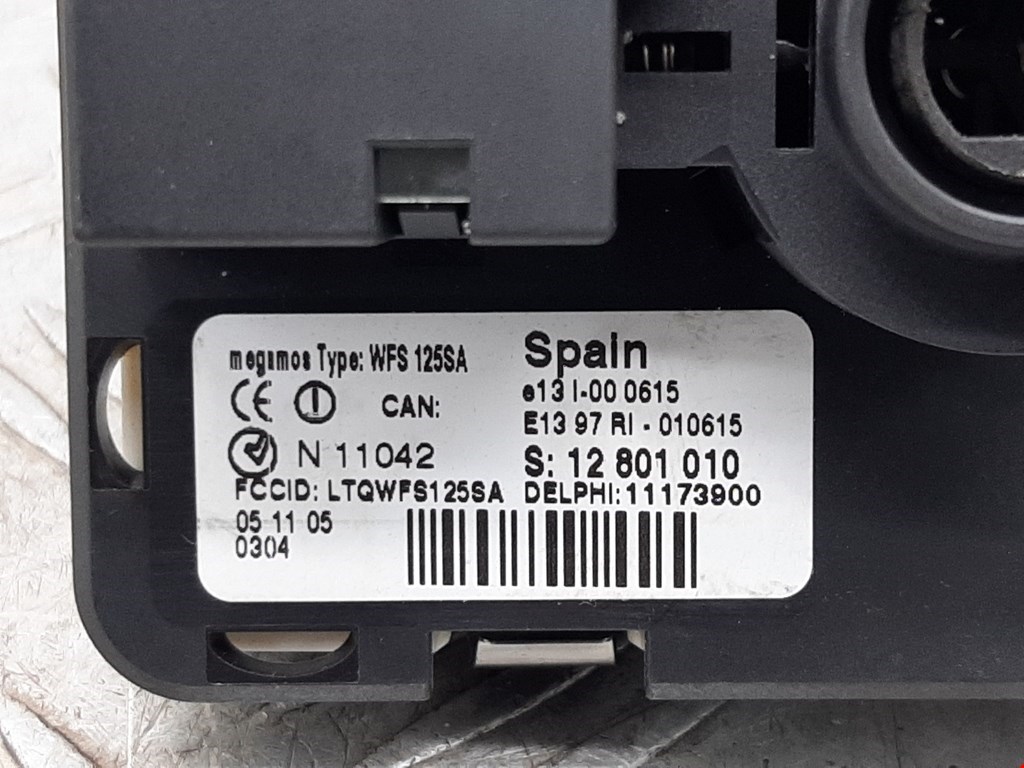 megamos Type: WFS 125SA
Spain
e13 I-00 0615
CE CAN:
E13 97 RI - 010615
N 11042
S: 12 801 010
FCCID: LTQWFS125SA DELPHI: 11173900
05 11 05
0304